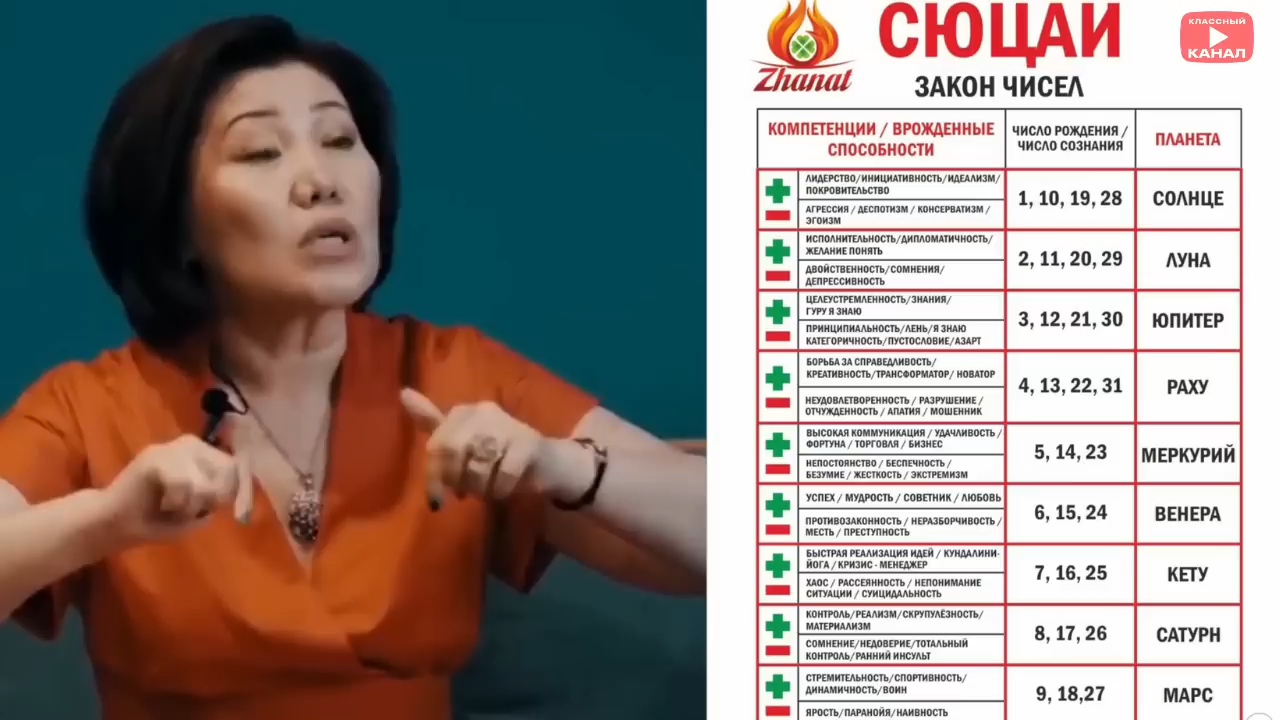 Zhanat
СЮЦАИ
ЗАКОН ЧИСЕЛ
КЛАССНЫЙ
КАНАЛ
КОМПЕТЕНЦИИ / ВРОЖДЕННЫЕ
СПОСОБНОСТИ
ЧИСЛО РОЖДЕНИЯ /
ЧИСЛО СОЗНАНИЯ
ПЛАНЕТА
ЛИДЕРСТВО/ИНИЦИАТИВНОСТЬ/ИДЕАЛИЗМ/
ПОКРОВИТЕЛЬСТВО
АГРЕССИЯ / ДЕСПОТИЗМ / КОНСЕРВАТИЗМ /
ЭГОИЗМ
1, 10, 19, 28
СОЛНЦЕ
ИСПОЛНИТЕЛЬНОСТЬ/ДИПЛОМАТИЧНОСТЬ/
ЖЕЛАНИЕ ПОНЯТЬ
ДВОЙСТВЕННОСТЬ/СОМНЕНИЯ/
ДЕПРЕССИВНОСТЬ
2, 11, 20, 29
ЛУНА
ЦЕЛЕУСТРЕМЛЕННОСТЬ/ЗНАНИЯ/
ГУРУ Я ЗНАЮ
ПРИНЦИПИАЛЬНОСТЬ/ЛЕНЬ/Я ЗНАЮ
КАТЕГОРИЧНОСТЬ/ПУСТОСЛОВИЕ/АЗАРТ
3, 12, 21, 30
ЮПИТЕР
БОРЬБА ЗА СПРАВЕДЛИВОСТЬ/
КРЕАТИВНОСТЬ/ТРАНСФОРМАТОР/ НОВАТОР
НЕУДОВЛЕТВОРЕННОСТЬ / РАЗРУШЕНИЕ /
ОТЧУЖДЕННОСТЬ / АПАТИЯ / МОШЕННИК
4, 13, 22, 31
РАХУ
ВЫСОКАЯ КОММУНИКАЦИЯ / УДАЧЛИВОСТЬ /
ФОРТУНА / ТОРГОВЛЯ / БИЗНЕС
НЕПОСТОЯНСТВО / БЕСПЕЧНОСТЬ /
БЕЗУМИЕ / ЖЕСТКОСТЬ / ЭКСТРЕМИЗМ
5, 14, 23
МЕРКУРИЙ
УСПЕХ / МУДРОСТЬ / СОВЕТНИК / ЛЮБОВЬ
ПРОТИВОЗАКОННОСТЬ / НЕРАЗБОРЧИВОСТЬ /
МЕСТЬ / ПРЕСТУПНОСТЬ
6, 15, 24
ВЕНЕРА
БЫСТРАЯ РЕАЛИЗАЦИЯ ИДЕЙ / КУНДАЛИНИ-
ЙОГА / КРИЗИС - МЕНЕДЖЕР
ХАОС / РАССЕЯННОСТЬ / НЕПОНИМАНИЕ
СИТУАЦИИ / СУИЦИДАЛЬНОСТЬ
7, 16, 25
КЕТУ
КОНТРОЛЬ/РЕАЛИЗМ/СКРУПУЛЁЗНОСТЬ/
МАТЕРИАЛИЗМ
СОМНЕНИЕ/НЕДОВЕРИЕ/ТОТАЛЬНЫЙ
КОНТРОЛЬ/РАННИЙ ИНСУЛЬТ
8, 17, 26
САТУРН
СТРЕМИТЕЛЬНОСТЬ/СПОРТИВНОСТЬ/
ДИНАМИЧНОСТЬ/ВОИН
ЯРОСТЬ/ПАРАНОЙЯ/НАИВНОСТЬ
9, 18,27
МАРС